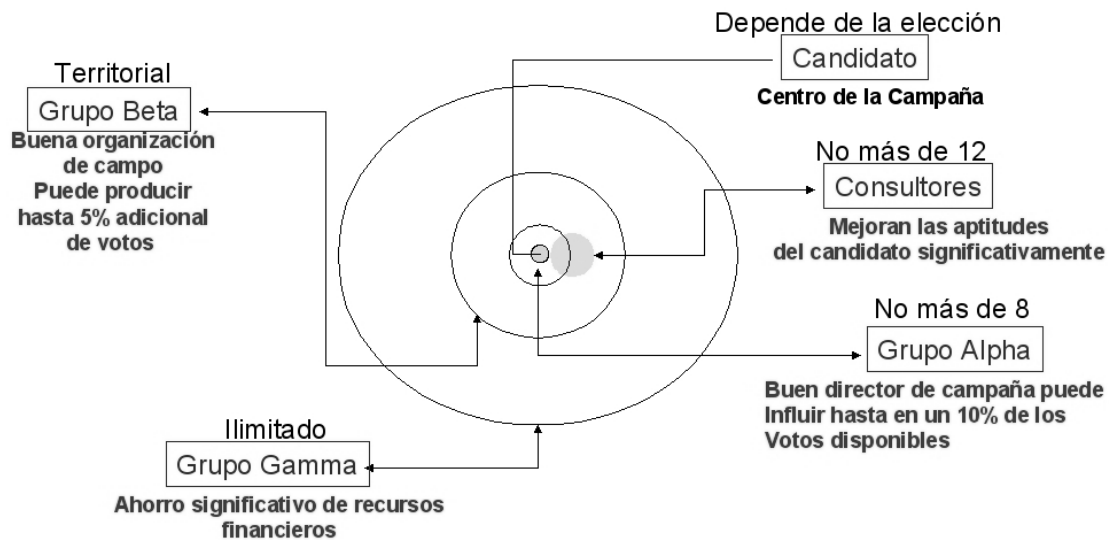 Depende de la elección
Candidato
Centro de la Campaña
Territorial
Grupo Beta
Buena organización
de campo
Puede producir
hasta 5% adicional
de votos
No más de 12
Consultores
Mejoran las aptitudes
del candidato significativamente
No más de 8
Grupo Alpha
Buen director de campaña puede
Influir hasta en un 10% de los
Votos disponibles
Ilimitado
Grupo Gamma
Ahorro significativo de recursos
financieros